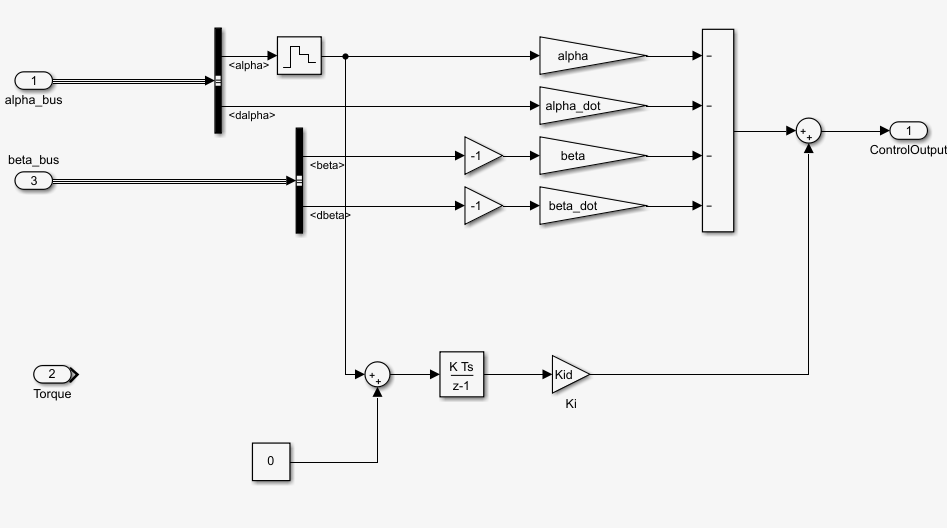 1
alpha_bus
<alpha>
<dalpha>
alpha
alpha_dot
beta_bus
3
<beta>
<dbeta>
-1
beta
-1
beta_dot
−
−
−
−
+
+
1
ControlOutput
2
Torque
+
+
K Ts
z-1
Kid
Ki
0